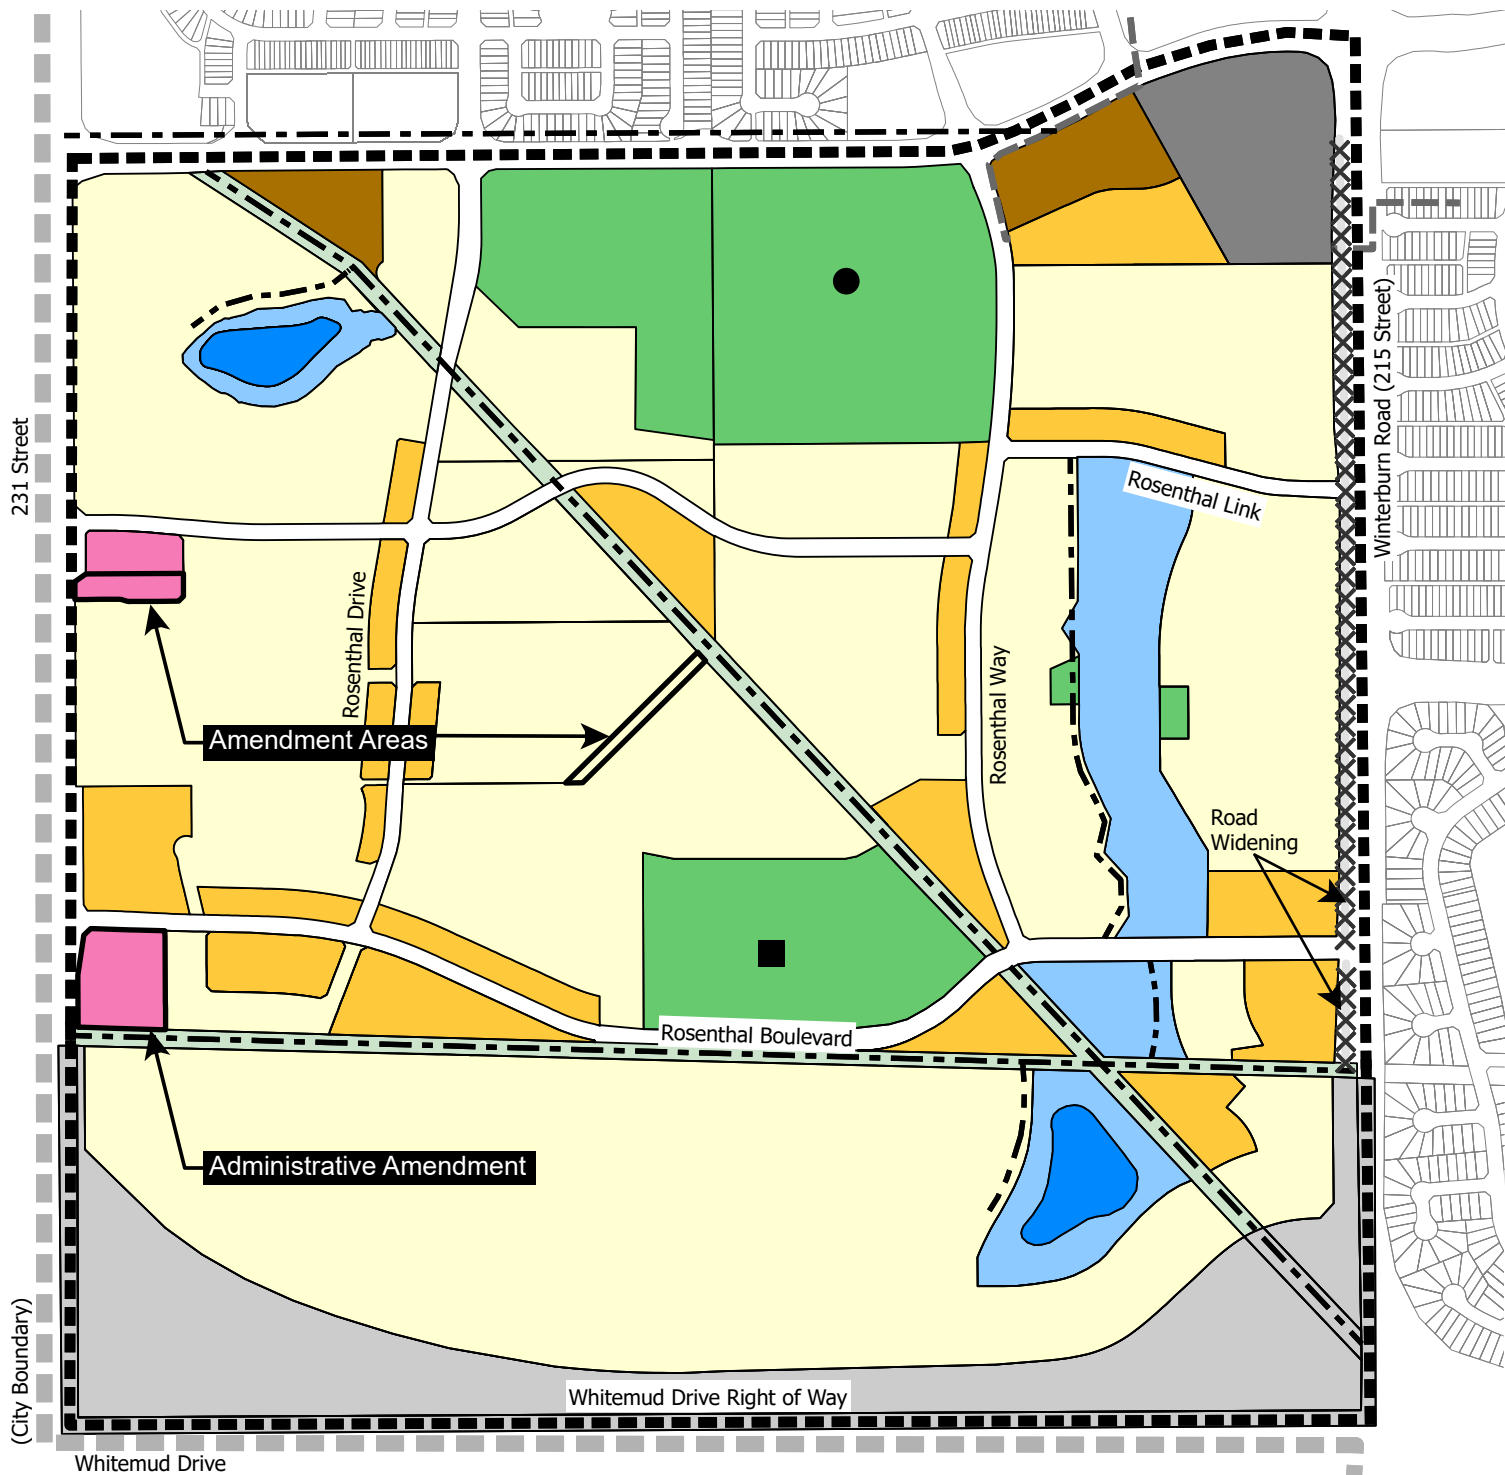 231 Street
Winterburn Road (215 Street)
Rosenthal Link
Rosenthal Drive
Rosenthal Way
Amendment Areas
Road
Widening
Rosenthal Boulevard
Administrative Amendment
(City Boundary)
Whitemud Drive Right of Way
Whitemud Drive